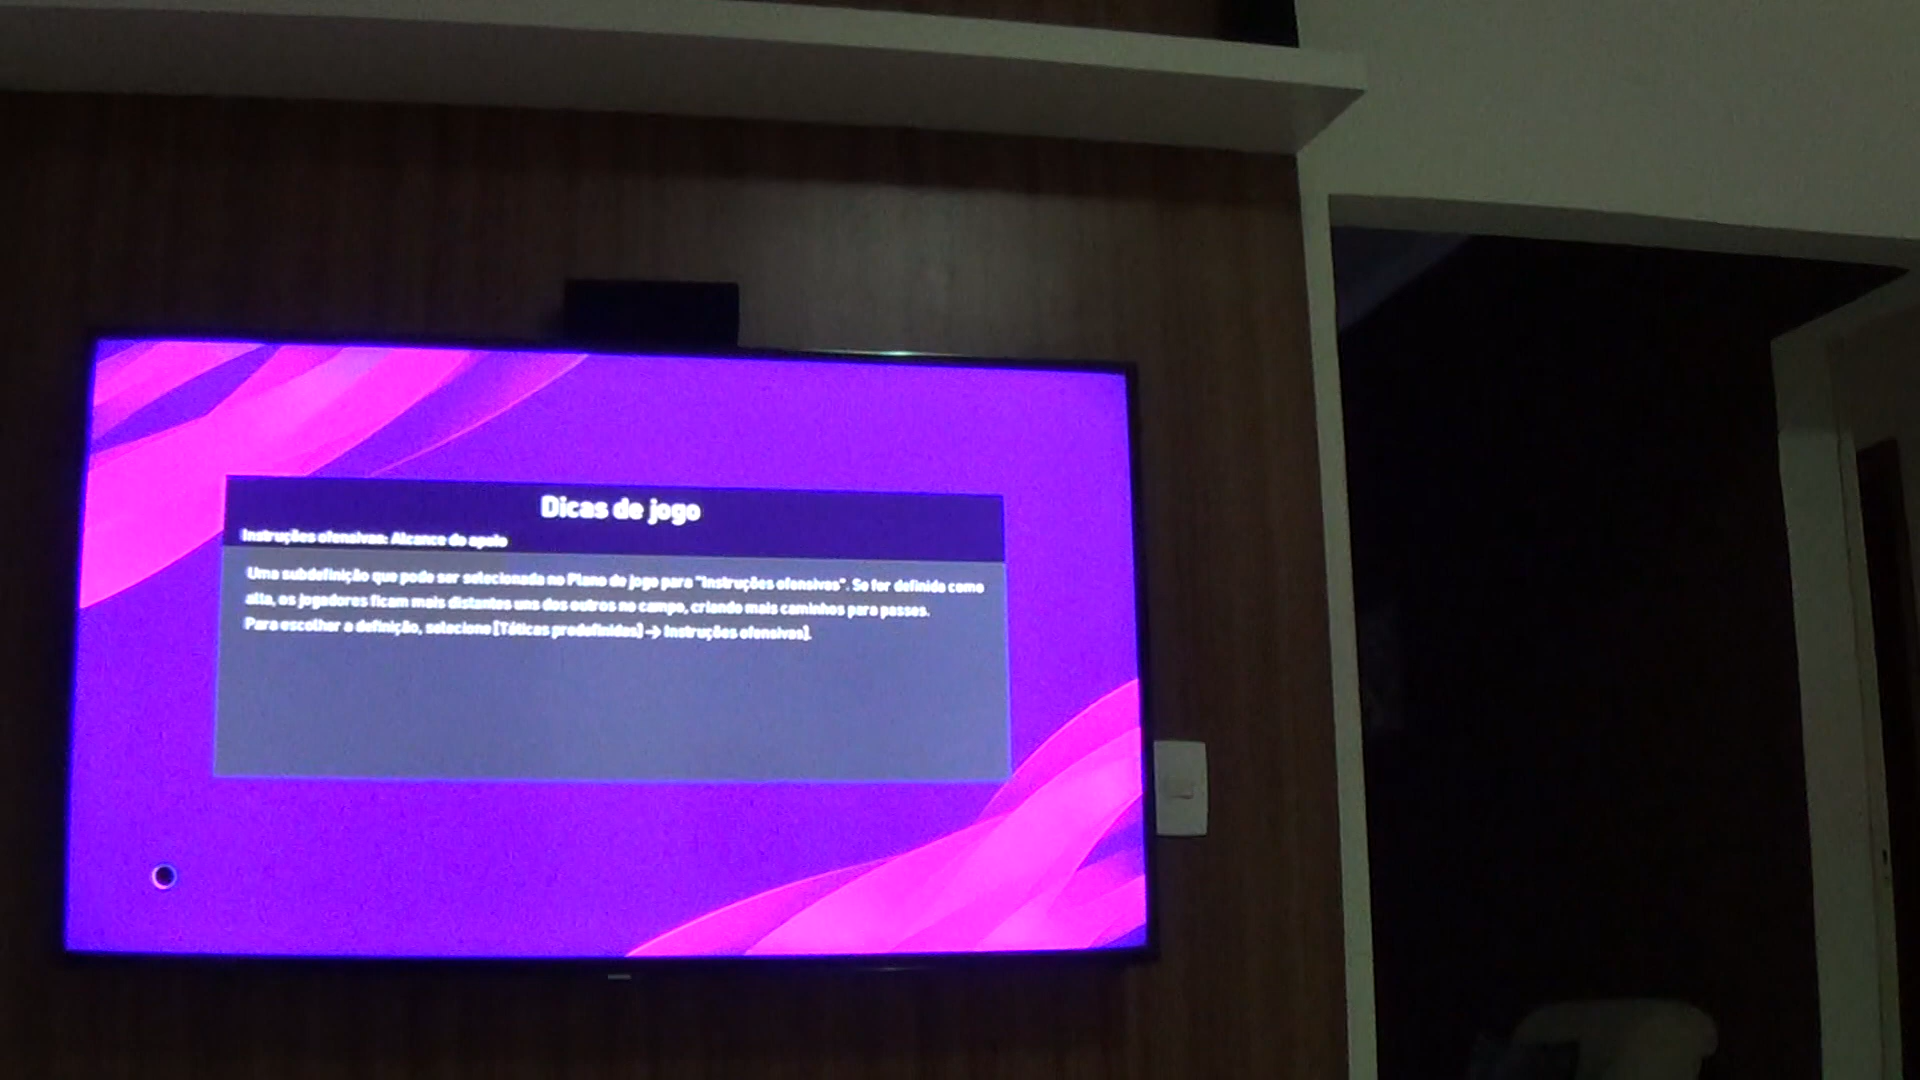 Dicas de jogo
Instruções ofensivas: Alcance do apoio
Uma subdefinição que pode ser selecionada no Plano de jogo para "Instruções ofensivas". Se for definida como
alta, os jogadores ficam mais distantes uns dos outros no campo, criando mais caminhos para passes.
Para escolher a definição, selecione [Táticas predefinidas] → Instruções ofensivas].